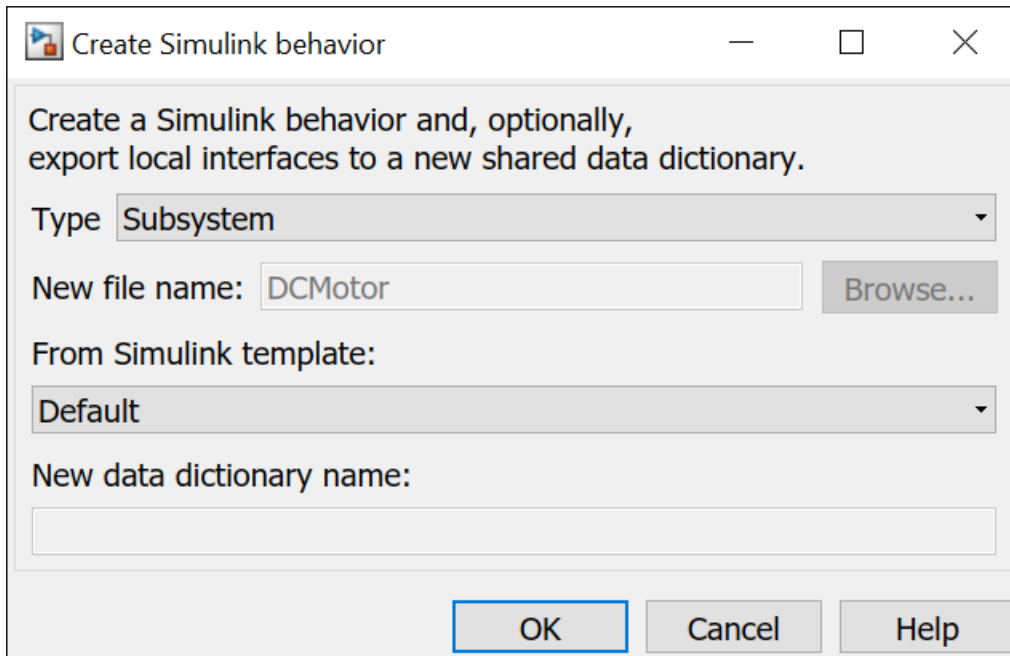 Create Simulink behavior
Create a Simulink behavior and, optionally,
export local interfaces to a new shared data dictionary.
Type Subsystem
New file name: DCMotor Browse...
From Simulink template:
Default
New data dictionary name:
OK Cancel Help